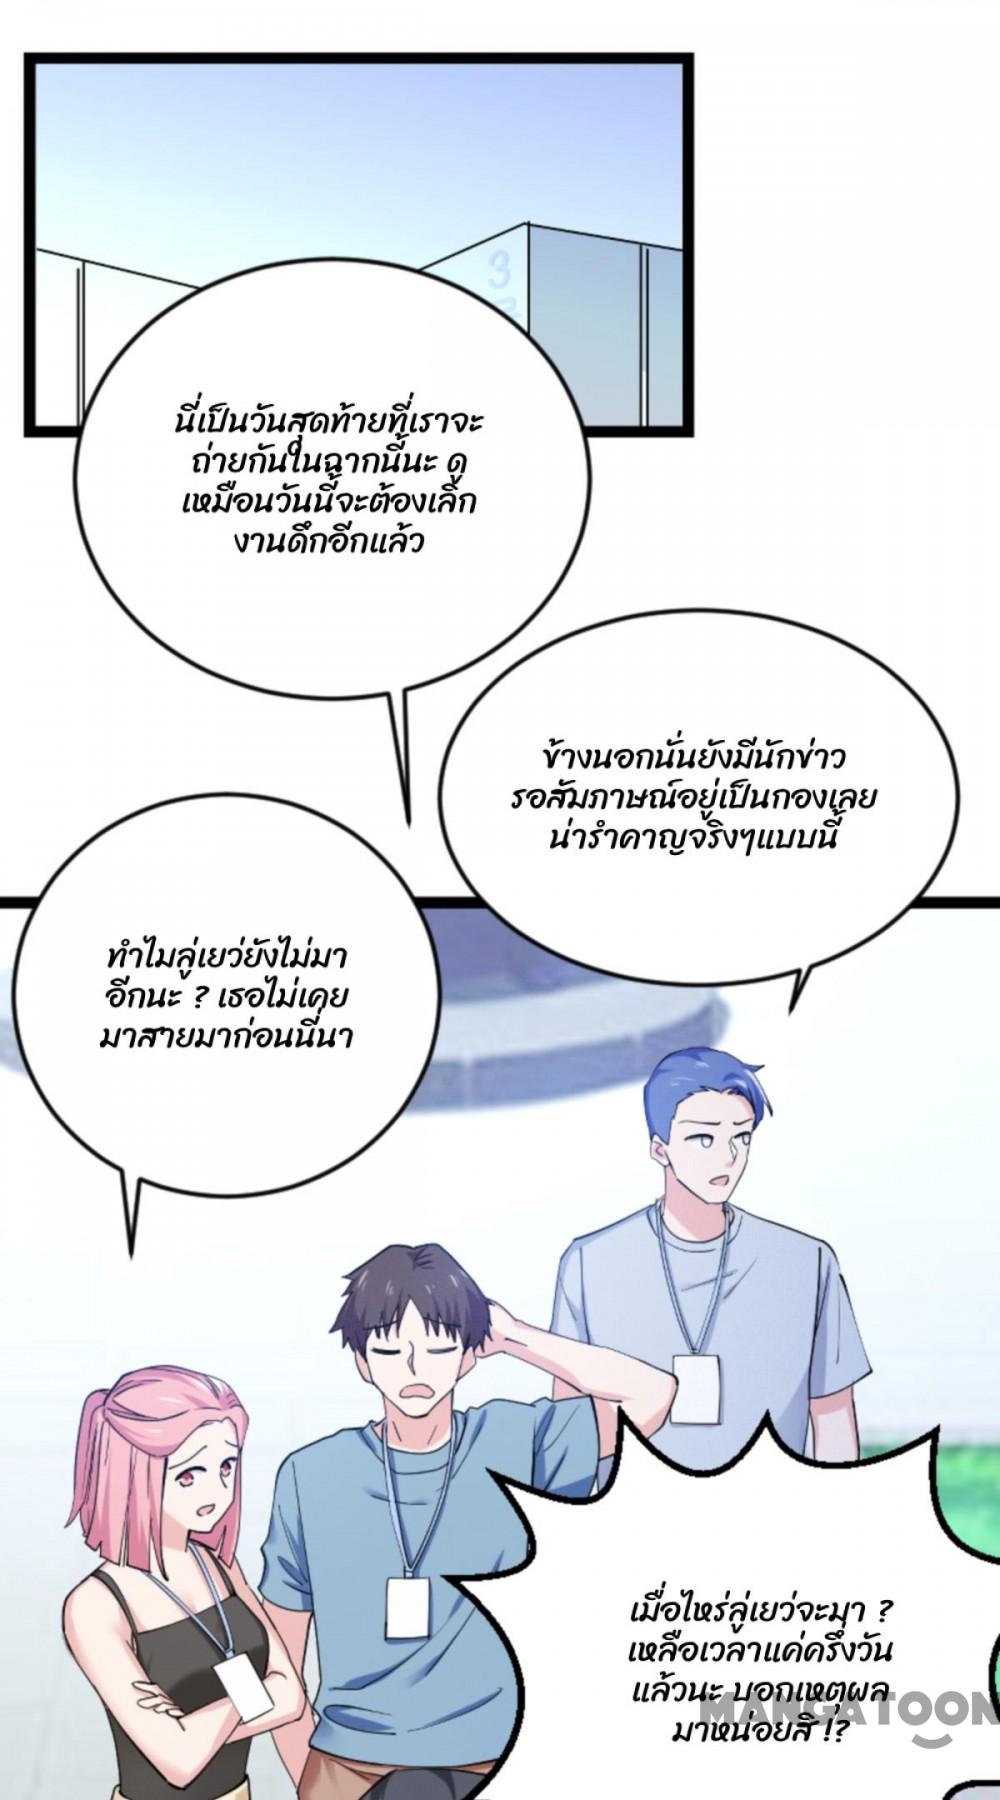 3
นี่เป็นวันสุดท้ายที่เราจะ
ถ่ายกันในฉากนี้นะ ดู
เหมือนวันนี้จะต้องเลิก
งานดึกอีกแล้ว
ข้างนอกนั่นยังมีนักข่าว
รอสัมภาษณ์อยู่เป็นกองเลย
น่ารำคาญจริงๆแบบนี้
ทำไมลู่เยว่ยังไม่มา
อีกนะ ? เธอไม่เคย
มาสายมาก่อนนี่นา
เมื่อไหร่ลู่เยว่จะมา ?
เหลือเวลาแค่ครึ่งวัน
แล้วนะ บอกเหตุผล
มาหน่อยสิ !?
MANGATOON